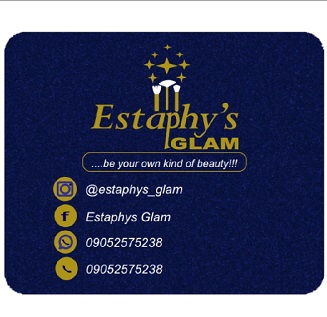 Estaphy's
GLAM
....be your own kind of beauty!!!
@estaphys_glam
Estaphys Glam
09052575238
09052575238